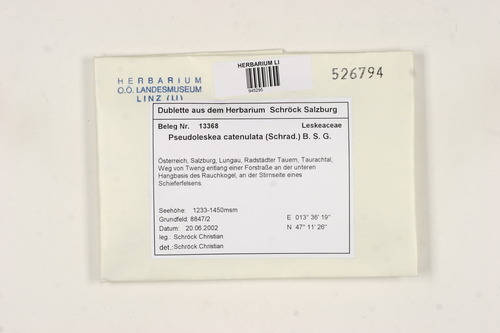 HERBARIUM
O.Ö. LANDESMUSEUM
LINZ (LI)
HERBARIUM LI
526794
Dublette aus dem Herbarium Schröck Salzburg
Beleg Nr. 13368 Leskeaceae
Pseudoleskea catenulata (Schrad.) B. S. G.
Österreich, Salzburg, Lungau, Radstädter Tauern, Taurachtal,
Weg von Tweng entlang einer Forstraße an der unteren
Hangbasis des Rauchkogel, an der Stirnseite eines
Schieferfelsens.
Seehöhe: 1233-1450msm E 013° 36' 19"
Grundfeld: 8847/2 N 47° 11' 26"
Datum: 20.06.2002
leg.: Schröck Christian
det.: Schröck Christian